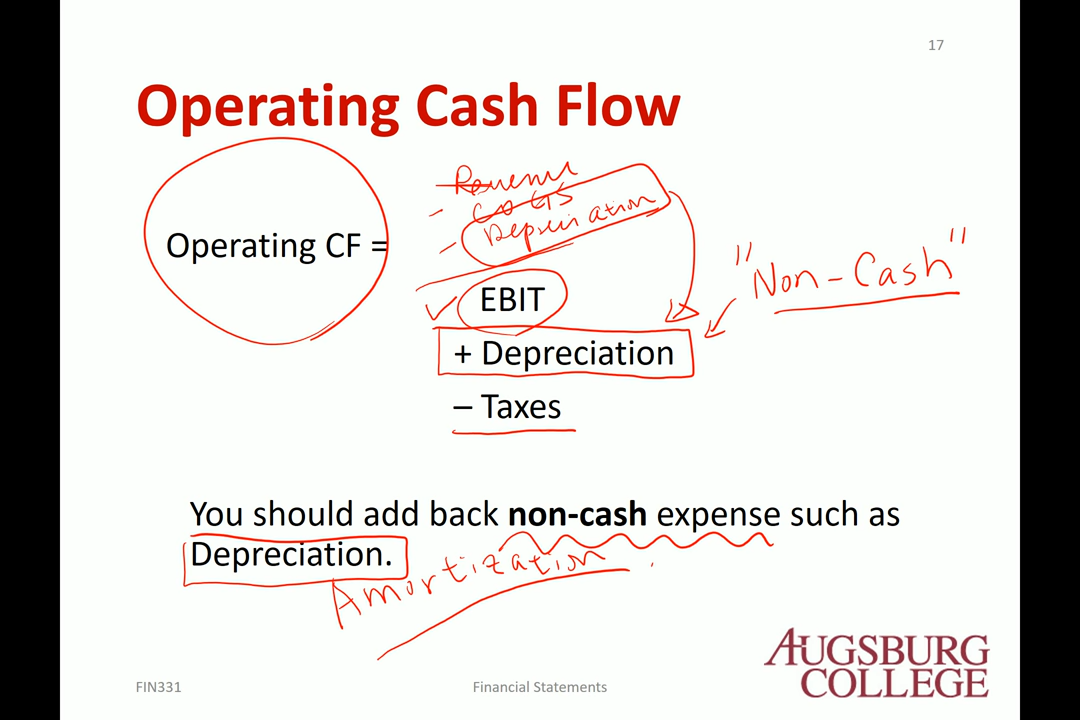 17
Operating Cash Flow
Revenue
- COGS
- Depreciation
Operating CF =
"Non-Cash"
EBIT
+ Depreciation
– Taxes
You should add back non-cash expense such as
Depreciation.
Amortization
AUGSBURG
COLLEGE
FIN331
Financial Statements